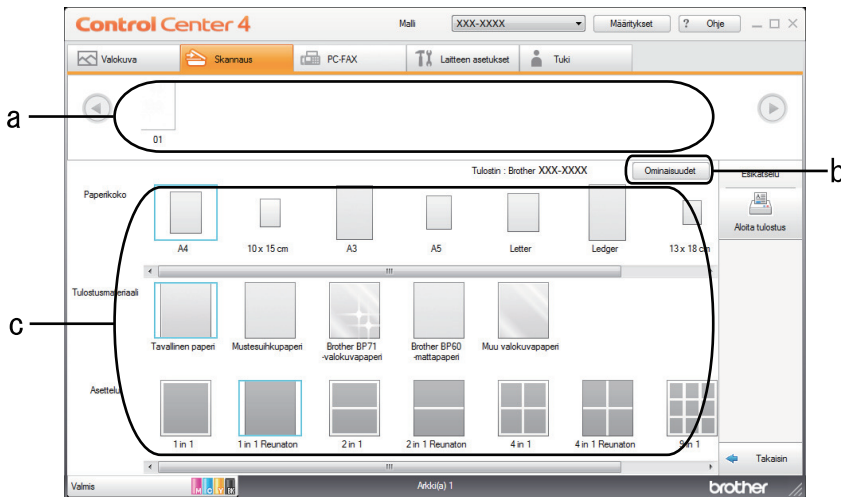 Control Center 4 Malli XXX-XXXX Määritykset ? Ohje
Valokuva Skannaus PC-FAX Laitteen asetukset Tuki
a
01
Tulostin : Brother XXX-XXXX Ominaisuudet b
Esikatselu
Paperikoko
Aloita tulostus
A4 10 x 15 cm A3 A5 Letter Ledger 13 x 18 cm
Tulostusmateriaali
c
Tavallinen paperi Mustesuihkupaperi Brother BP71 -valokuvapaperi Brother BP60 -mattapaperi Muu valokuvapaperi
Asettelu
1 in 1 1 in 1 Reunaton 2 in 1 2 in 1 Reunaton 4 in 1 4 in 1 Reunaton 9 in 1
Takaisin
Valmis M C Y BK Arkki(a) 1 brother